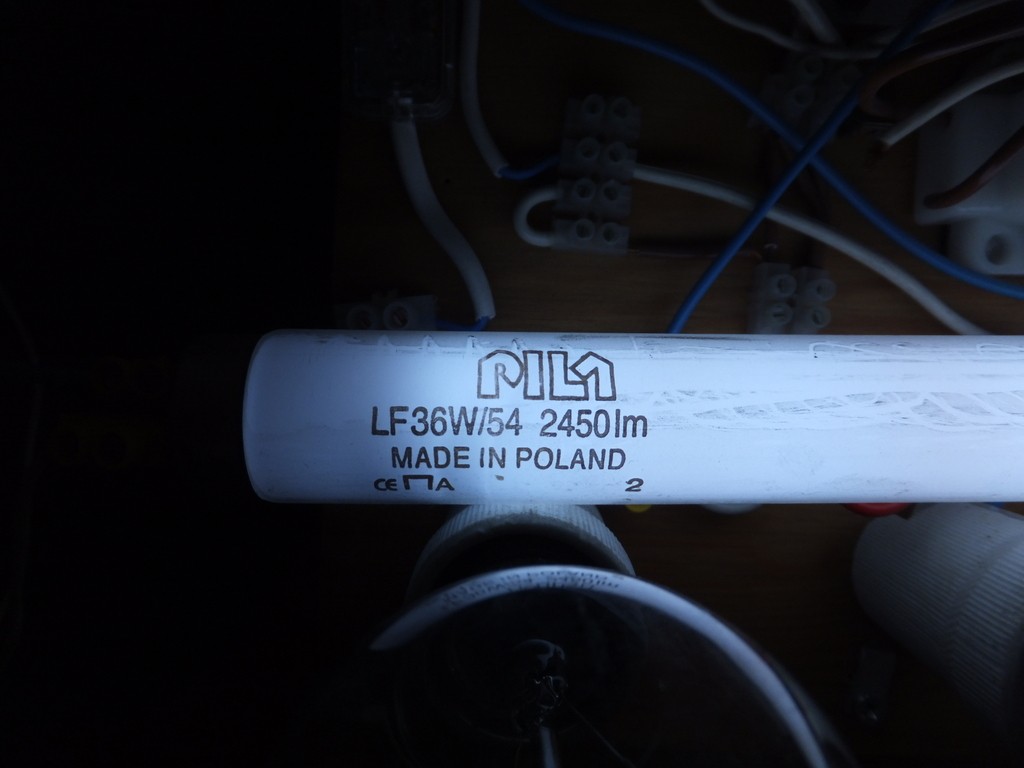 PILA
LF36W/54 2450lm
MADE IN POLAND
CE ⊓ A 2